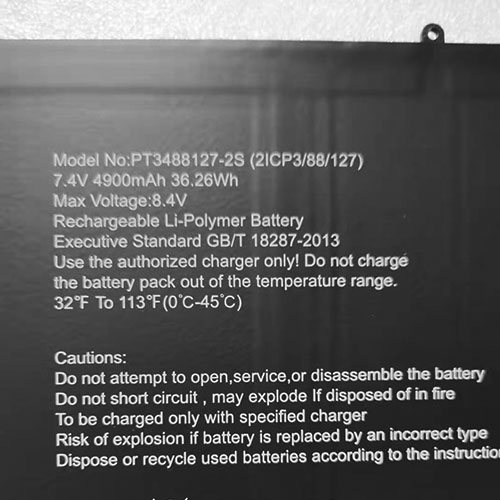 Model No:PT3488127-2S (2ICP3/88/127)
7.4V 4900mAh 36.26Wh
Max Voltage:8.4V
Rechargeable Li-Polymer Battery
Executive Standard GB/T 18287-2013
Use the authorized charger only! Do not charge
the battery pack out of the temperature range.
32℉ To 113℉(0℃-45℃)
Cautions:
Do not attempt to open,service,or disassemble the battery
Do not short circuit , may explode If disposed of in fire
To be charged only with specified charger
Risk of explosion if battery is replaced by an incorrect type
Dispose or recycle used batteries according to the instructio